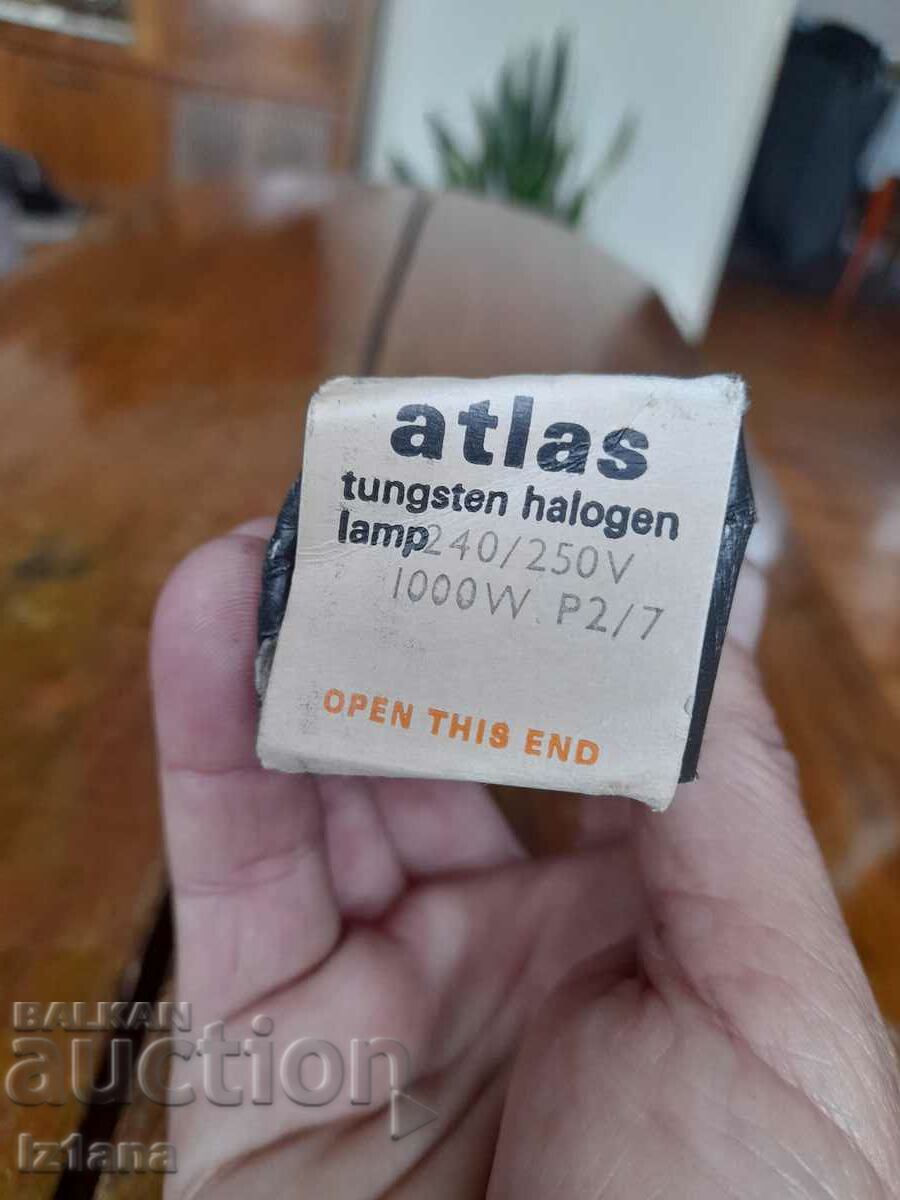 atlas
tungsten halogen
lamp 240/250V
1000W P2/7
OPEN THIS END
BALKAN
auction
Iz1ana